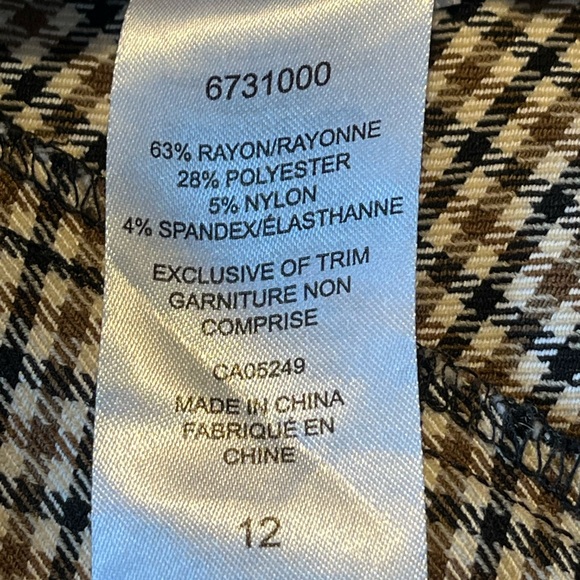 6731000
63% RAYON/RAYONNE
28% POLYESTER
5% NYLON
4% SPANDEX/ÉLASTHANNE
EXCLUSIVE OF TRIM
GARNITURE NON
COMPRISE
CA05249
MADE IN CHINA
FABRIQUÉ EN
CHINE
12